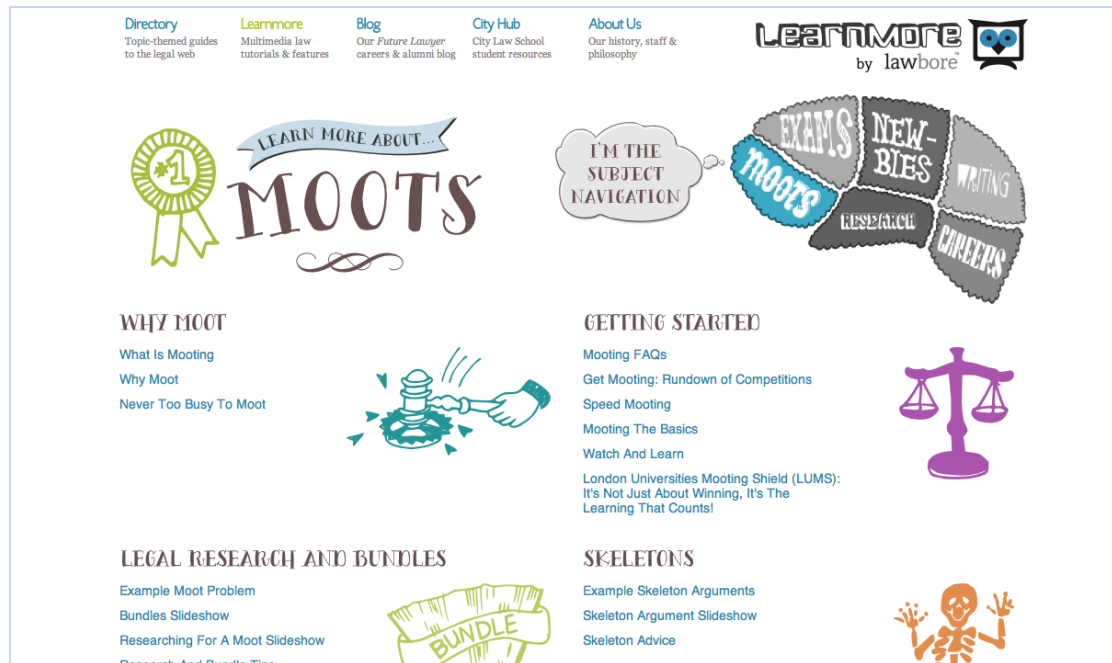 Directory
Topic-themed guides
to the legal web
Learnmore
Multimedia law
tutorials & features
Blog
Our Future Lawyer
careers & alumni blog
City Hub
City Law School
student resources
About Us
Our history, staff &
philosophy
LearnMore
by lawbore™
#1
LEARN MORE ABOUT...
MOOTS
I'M THE
SUBJECT
NAVIGATION
EXAMS
NEW-
BIES
WRITING
MOOTS
RESEARCH
CAREERS
WHY MOOT
What Is Mooting
Why Moot
Never Too Busy To Moot
GETTING STARTED
Mooting FAQs
Get Mooting: Rundown of Competitions
Speed Mooting
Mooting The Basics
Watch And Learn
London Universities Mooting Shield (LUMS):
It's Not Just About Winning, It's The
Learning That Counts!
LEGAL RESEARCH AND BUNDLES
Example Moot Problem
Bundles Slideshow
Researching For A Moot Slideshow
Research And Bundle Tips
BUNDLE
SKELETONS
Example Skeleton Arguments
Skeleton Argument Slideshow
Skeleton Advice